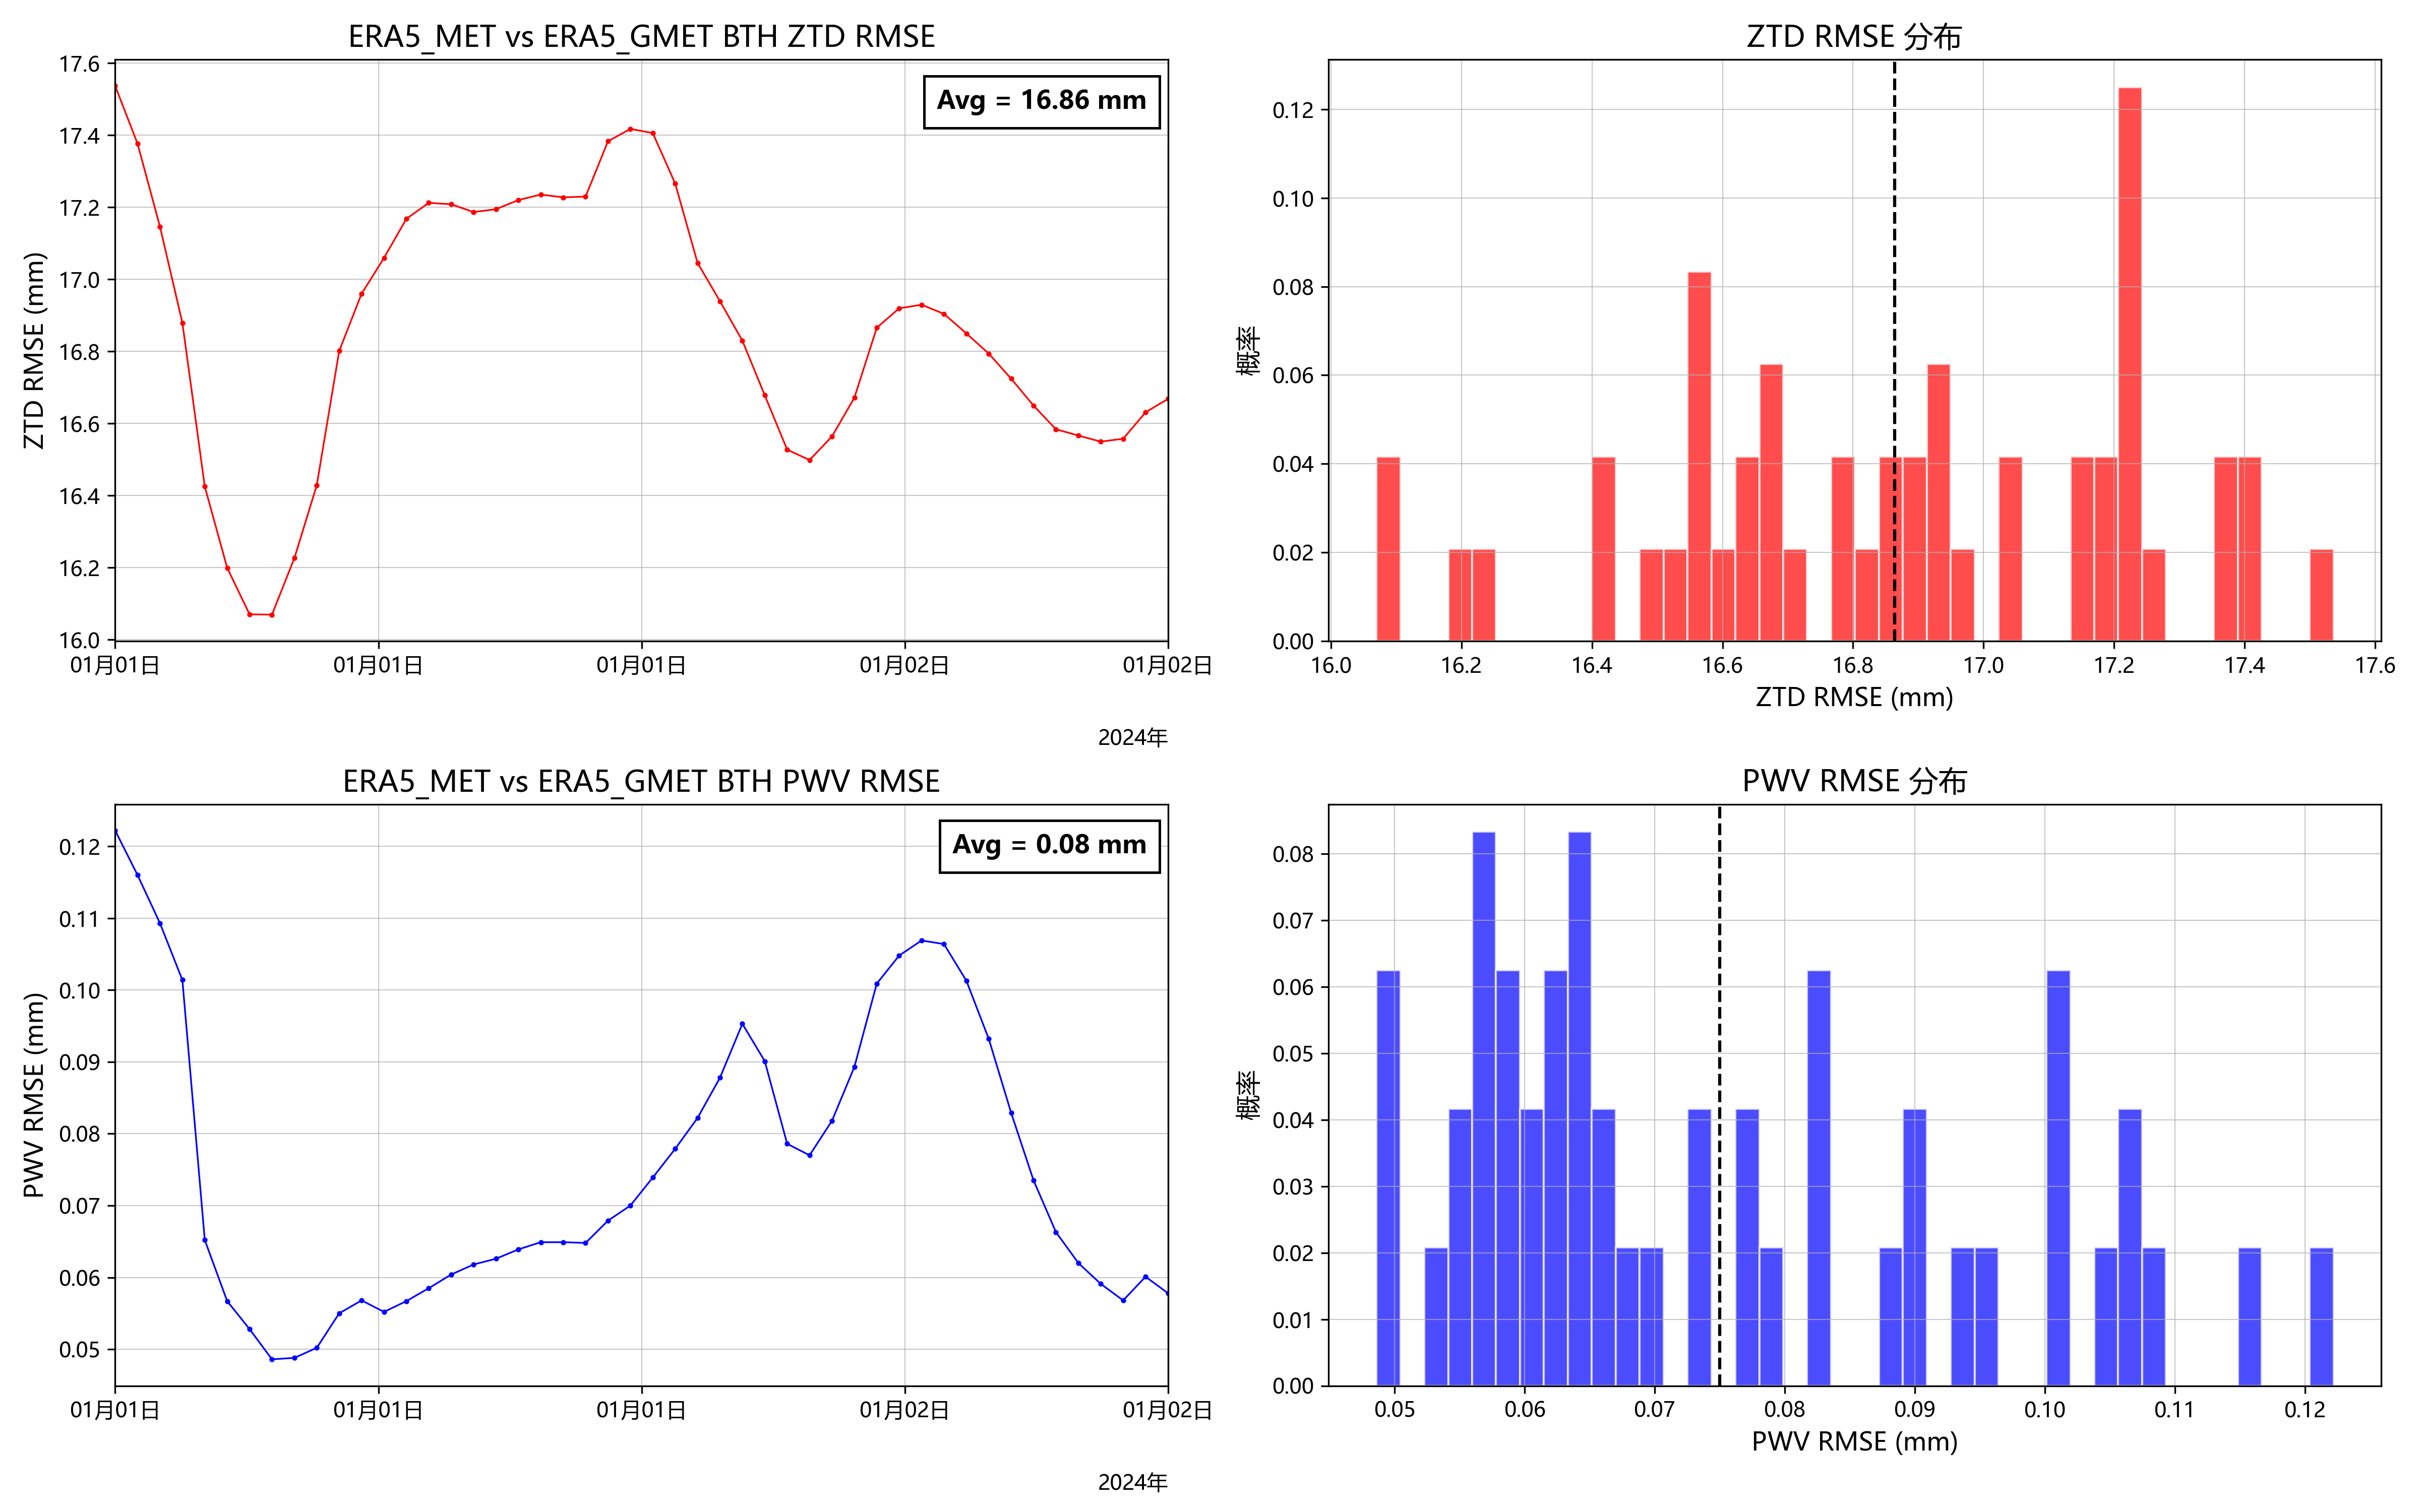 ERA5_MET vs ERA5_GMET BTH ZTD RMSE
Avg = 16.86 mm
ZTD RMSE (mm)
17.6
17.4
17.2
17.0
16.8
16.6
16.4
16.2
16.0
01月01日 01月01日 01月01日 01月02日 01月02日
2024年
ZTD RMSE 分布
概率
0.12
0.10
0.08
0.06
0.04
0.02
0.00
16.0 16.2 16.4 16.6 16.8 17.0 17.2 17.4 17.6
ZTD RMSE (mm)
ERA5_MET vs ERA5_GMET BTH PWV RMSE
Avg = 0.08 mm
PWV RMSE (mm)
0.12
0.11
0.10
0.09
0.08
0.07
0.06
0.05
01月01日 01月01日 01月01日 01月02日 01月02日
2024年
PWV RMSE 分布
概率
0.08
0.07
0.06
0.05
0.04
0.03
0.02
0.01
0.00
0.05 0.06 0.07 0.08 0.09 0.10 0.11 0.12
PWV RMSE (mm)